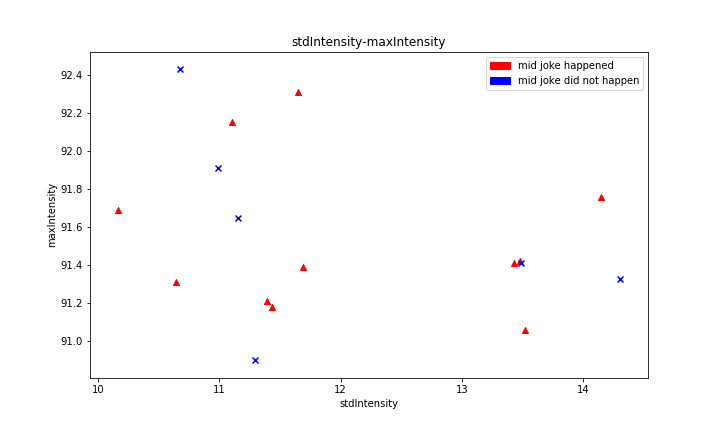 stdIntensity-maxIntensity
mid joke happened
mid joke did not happen
92.4
92.2
92.0
91.8
91.6
91.4
91.2
91.0
maxIntensity
10 11 12 13 14
stdIntensity